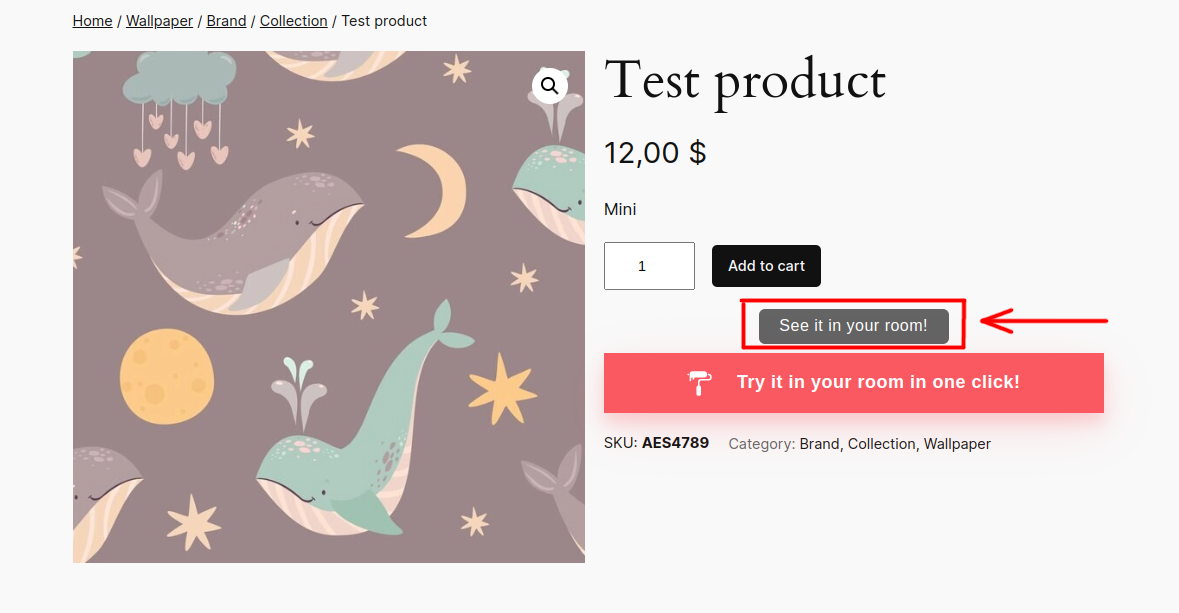 Home / Wallpaper / Brand / Collection / Test product
Test product
12,00 $
Mini
1
Add to cart
See it in your room!
Try it in your room in one click!
SKU: AES4789 Category: Brand, Collection, Wallpaper